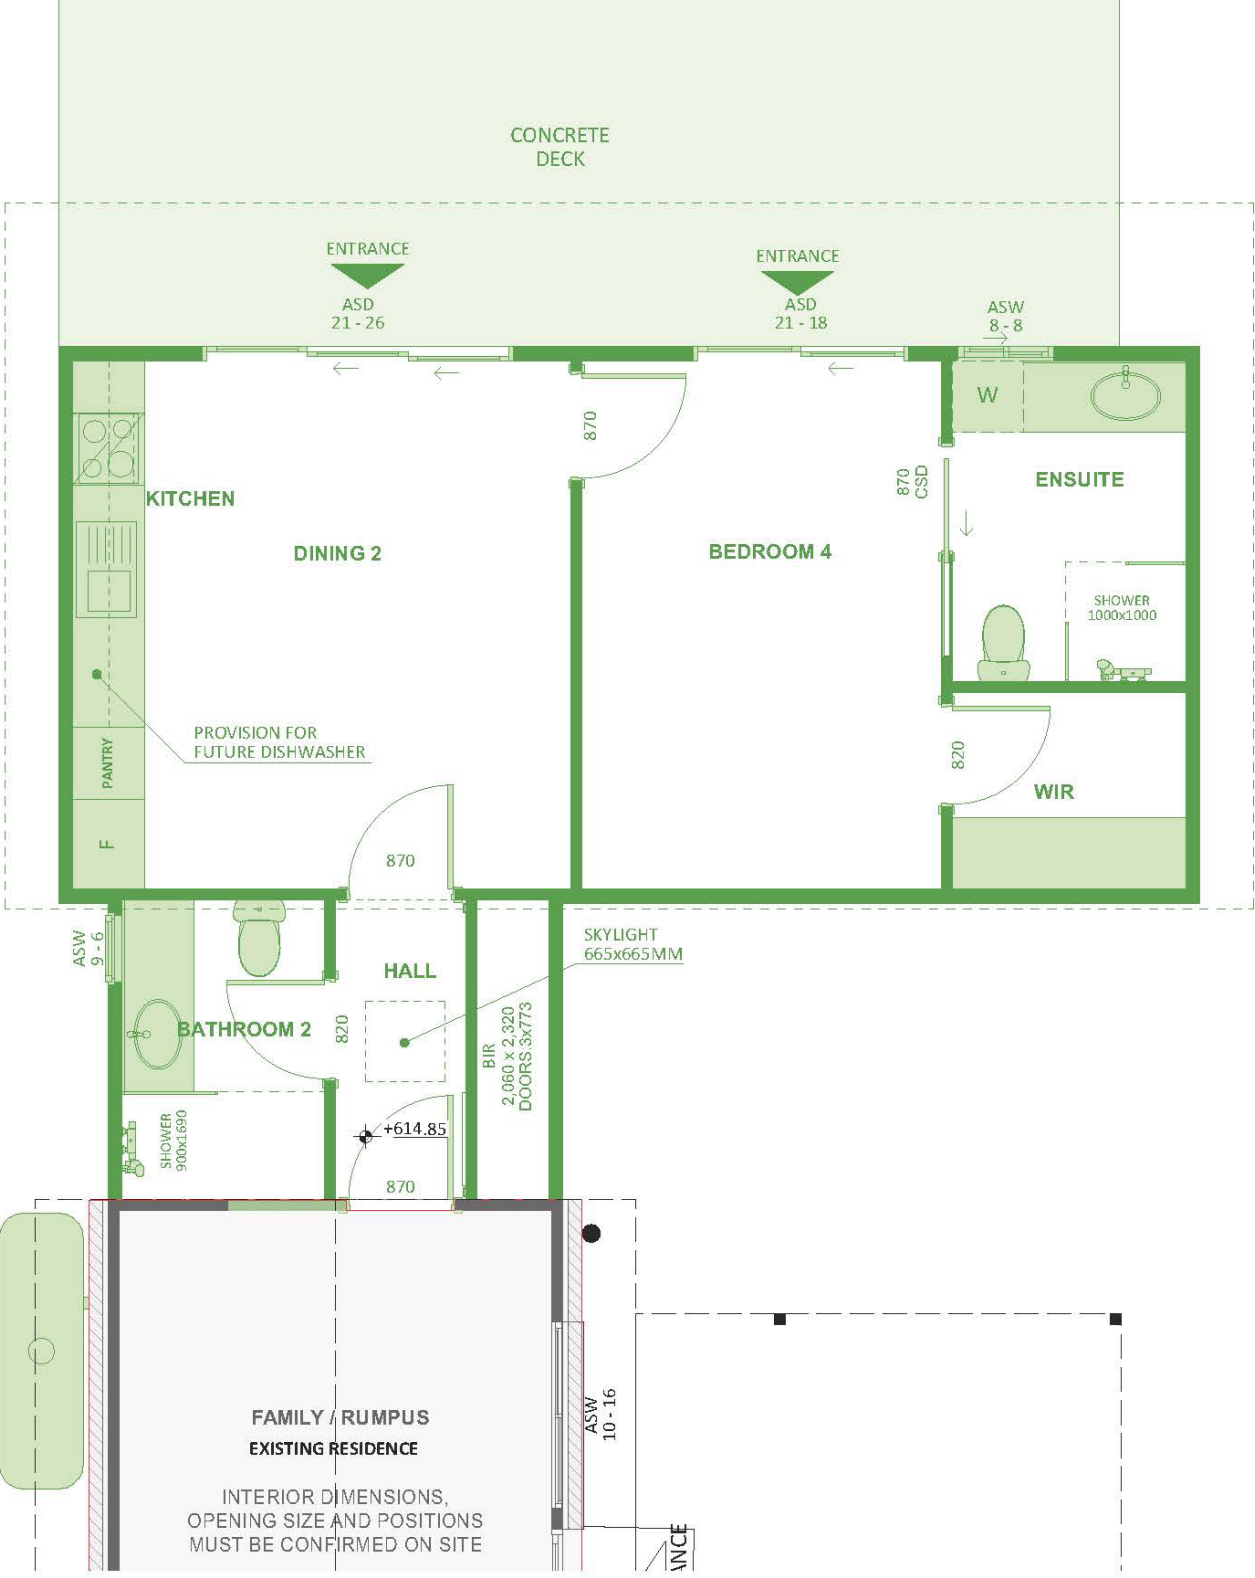 CONCRETE
DECK
ENTRANCE
ASD
21 - 26
ENTRANCE
ASD
21 - 18
ASW
8 - 8
W
870
870
CSD
ENSUITE
KITCHEN
DINING 2
BEDROOM 4
SHOWER
1000x1000
PROVISION FOR
FUTURE DISHWASHER
PANTRY
F
820
WIR
870
ASW
9 - 6
HALL
SKYLIGHT
665x665MM
BATHROOM 2
820
BIR
2,060 x 2,320
DOORS:3x773
SHOWER
900x1690
+614.85
870
FAMILY / RUMPUS
EXISTING RESIDENCE
ASW
10 - 16
INTERIOR DIMENSIONS,
OPENING SIZE AND POSITIONS
MUST BE CONFIRMED ON SITE
ANCE